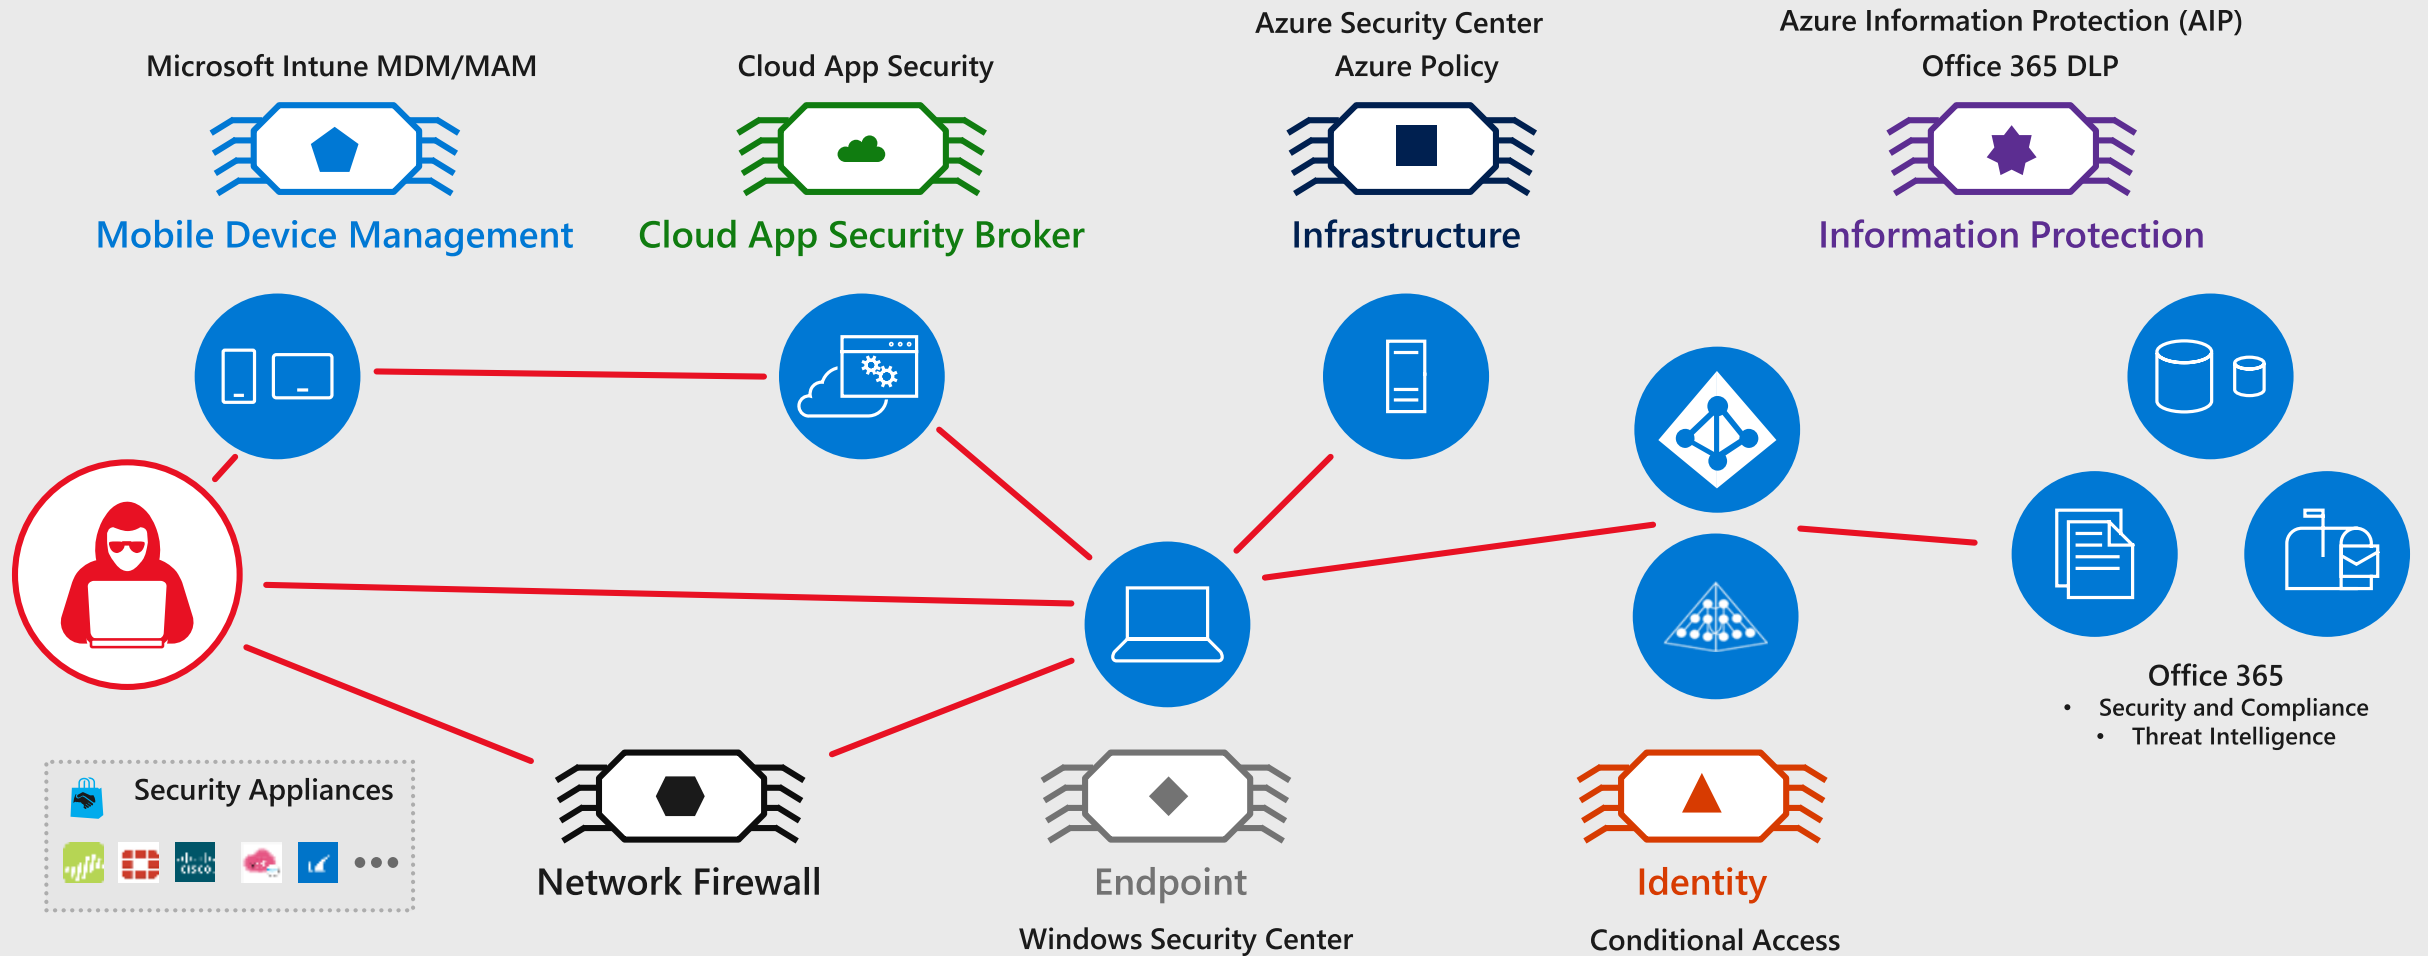 Microsoft Intune MDM/MAM
Mobile Device Management
Cloud App Security
Cloud App Security Broker
Azure Security Center
Azure Policy
Infrastructure
Azure Information Protection (AIP)
Office 365 DLP
Information Protection
Office 365
• Security and Compliance
• Threat Intelligence
Security Appliances
CISCO
Network Firewall
Endpoint
Windows Security Center
Identity
Conditional Access